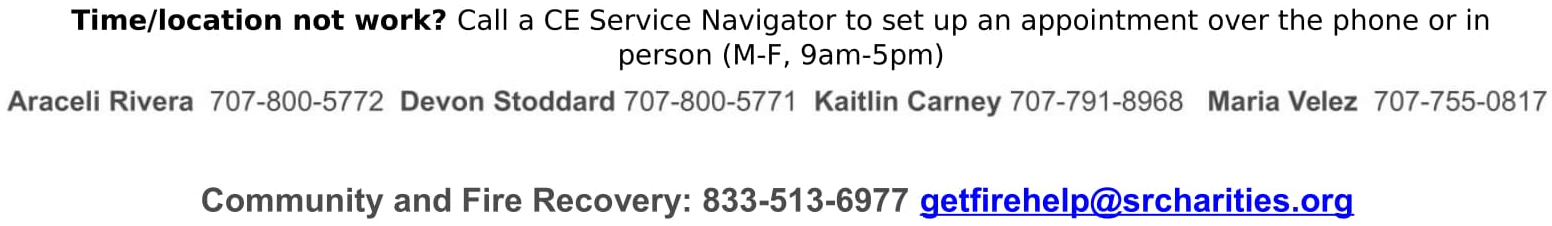 Time/location not work? Call a CE Service Navigator to set up an appointment over the phone or in
person (M-F, 9am-5pm)
Araceli Rivera 707-800-5772 Devon Stoddard 707-800-5771 Kaitlin Carney 707-791-8968 Maria Velez 707-755-0817
Community and Fire Recovery: 833-513-6977 getfirehelp@srcharities.org